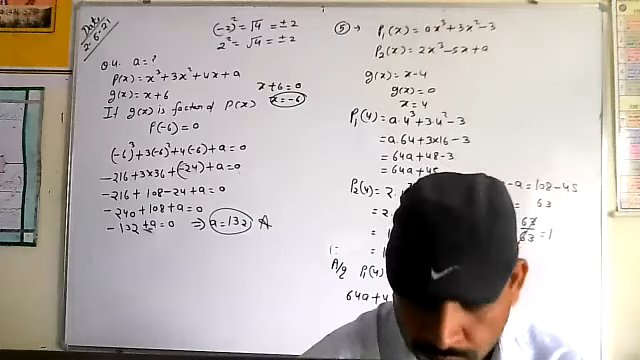 Date
2.6.21
(-2)² = √4 = ±2
2² = √4 = ±2
Q.4. a = ?
P(x) = x³ + 3x² + 4x + a
g(x) = x + 6
x + 6 = 0
x = -6
If g(x) is factor of P(x)
P(-6) = 0
(-6)³ + 3(-6)² + 4(-6) + a = 0
-216 + 3×36 + (-24) + a = 0
-216 + 108 - 24 + a = 0
-240 + 108 + a = 0
-132 + a = 0 ⇒ a = 132 A
5 → P₁(x) = ax³ + 3x² - 3
P₂(x) = 2x³ - 5x + a
g(x) = x - 4
g(x) = 0
x = 4
P₁(4) = a.4³ + 3.4² - 3
= a.64 + 3×16 - 3
= 64a + 48 - 3
= 64a + 45
P₂(4) = 2.
= 2.
=
=
A/q P₁(4)
64a + 4
- a = 108 - 45
= 63
63
63 = 1